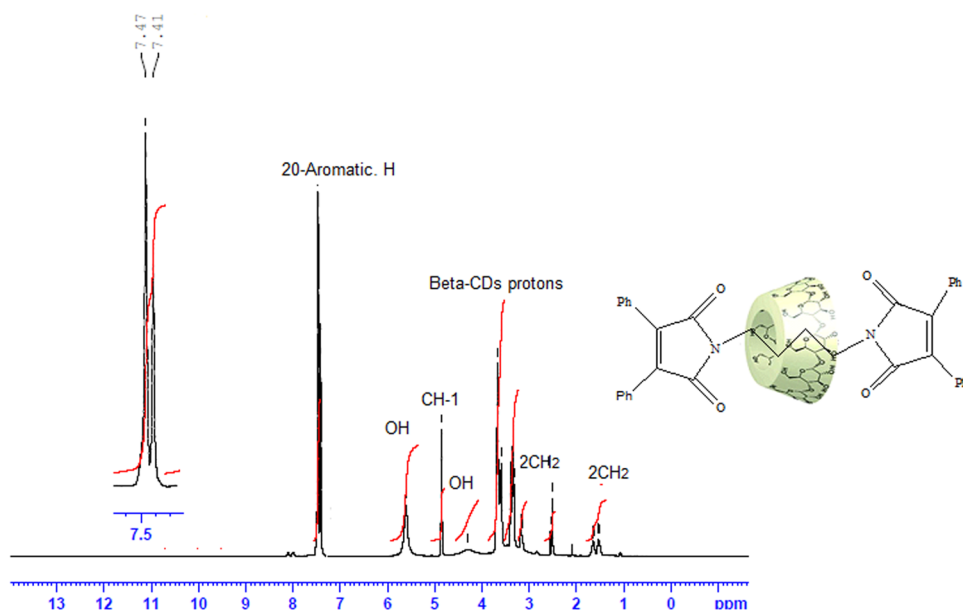 7.47
7.41
20-Aromatic. H
Beta-CDs protons
CH-1
OH
OH
2CH2
2CH2
7.5
O
O
Ph
Ph
N
N
O
O
Ph
Ph
13 12 11 10 9 8 7 6 5 4 3 2 1 0 ppm